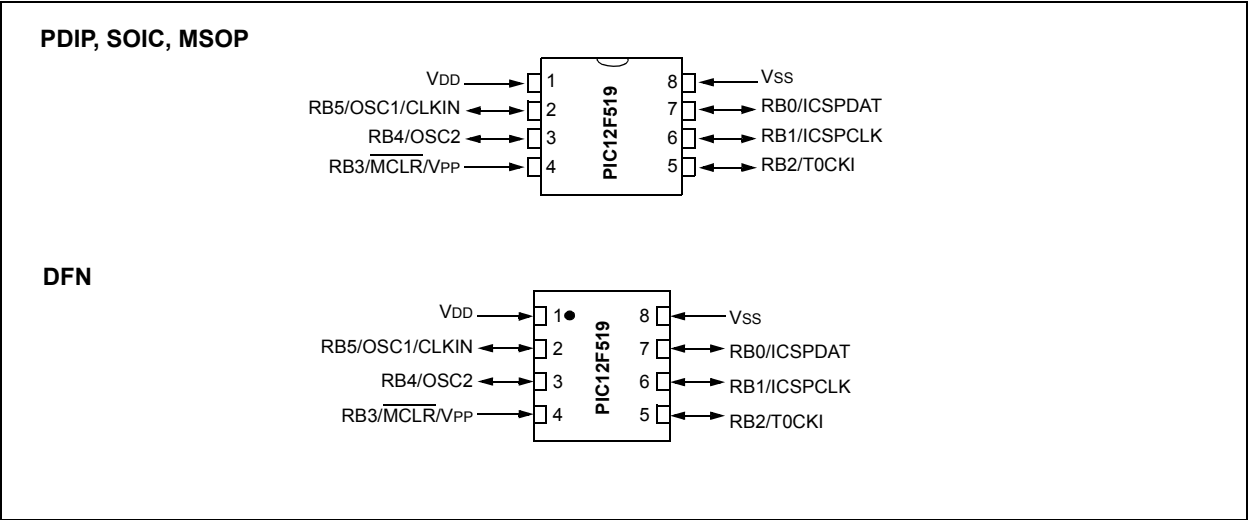 PDIP, SOIC, MSOP
VDD 1 8 VSS
RB5/OSC1/CLKIN 2 7 RB0/ICSPDAT
RB4/OSC2 3 6 RB1/ICSPCLK
RB3/MCLR/VPP 4 5 RB2/T0CKI
PIC12F519
DFN
VDD 1 8 VSS
RB5/OSC1/CLKIN 2 7 RB0/ICSPDAT
RB4/OSC2 3 6 RB1/ICSPCLK
RB3/MCLR/VPP 4 5 RB2/T0CKI
PIC12F519